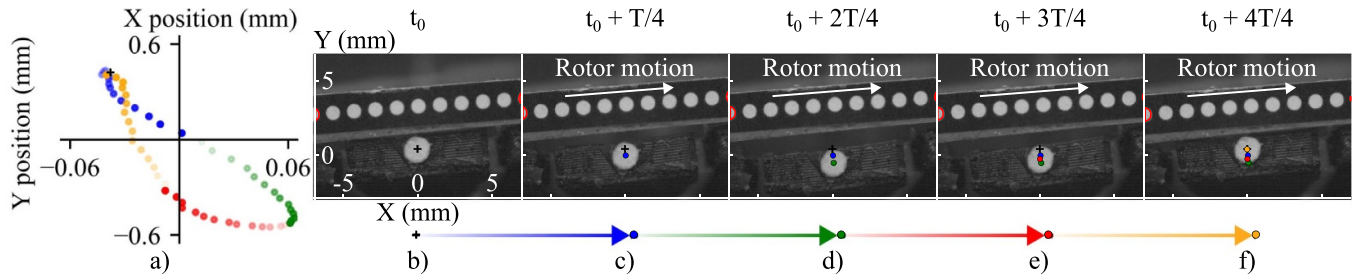 X position (mm)
Y position (mm)
0.6
−0.06
0.06
−0.6
a)
t0
t0 + T/4
t0 + 2T/4
t0 + 3T/4
t0 + 4T/4
Y (mm)
5
0
-5
0
5
X (mm)
Rotor motion
Rotor motion
Rotor motion
Rotor motion
b)
c)
d)
e)
f)